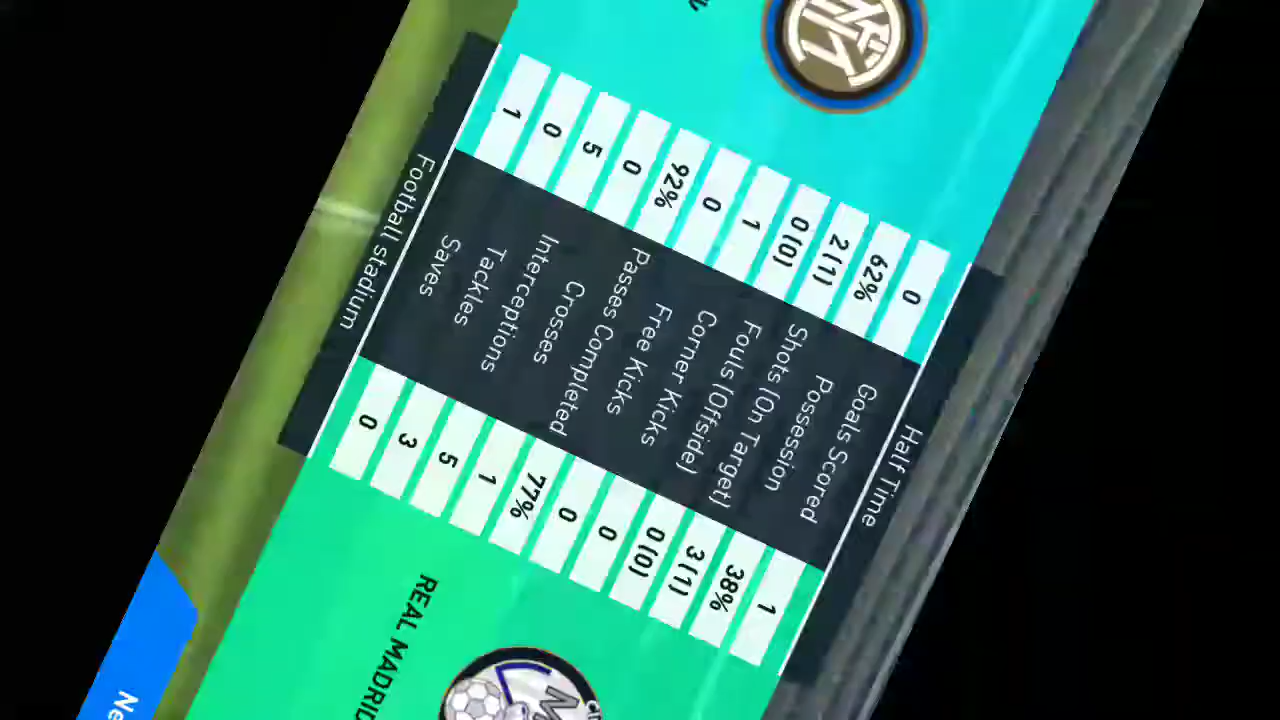 Half Time
0 Goals Scored 1
62% Possession 38%
2 (1) Shots (On Target) 3 (1)
0 (0) Fouls (Offside) 0 (0)
1 Corner Kicks 0
0 Free Kicks 0
92% Passes Completed 77%
0 Crosses 1
5 Interceptions 5
0 Tackles 3
1 Saves 0
Football stadium
REAL MADRID